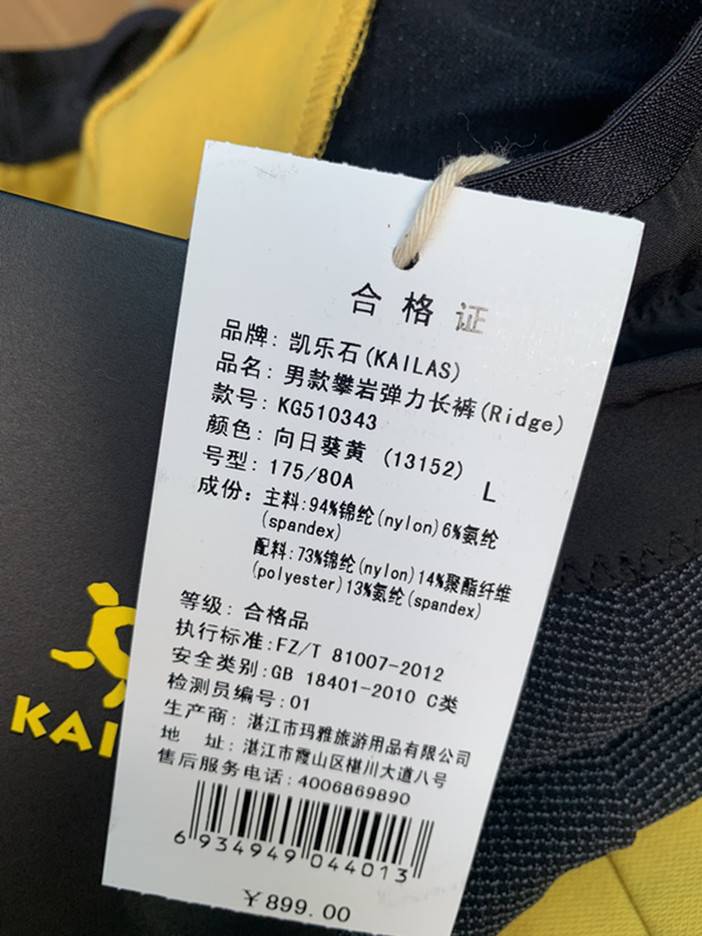 合格证
品牌: 凯乐石(KAILAS)
品名: 男款攀岩弹力长裤(Ridge)
款号: KG510343
颜色: 向日葵黄 (13152)
号型: 175/80A L
成份: 主料:94%锦纶(nylon)6%氨纶
(spandex)
配料:73%锦纶(nylon)14%聚酯纤维
(polyester)13%氨纶(spandex)
等级: 合格品
执行标准:FZ/T 81007-2012
安全类别:GB 18401-2010 C类
检测员编号:01
生产商: 湛江市玛雅旅游用品有限公司
地 址: 湛江市霞山区椹川大道八号
售后服务电话:4006869890
6934949044013
¥899.00
KAI